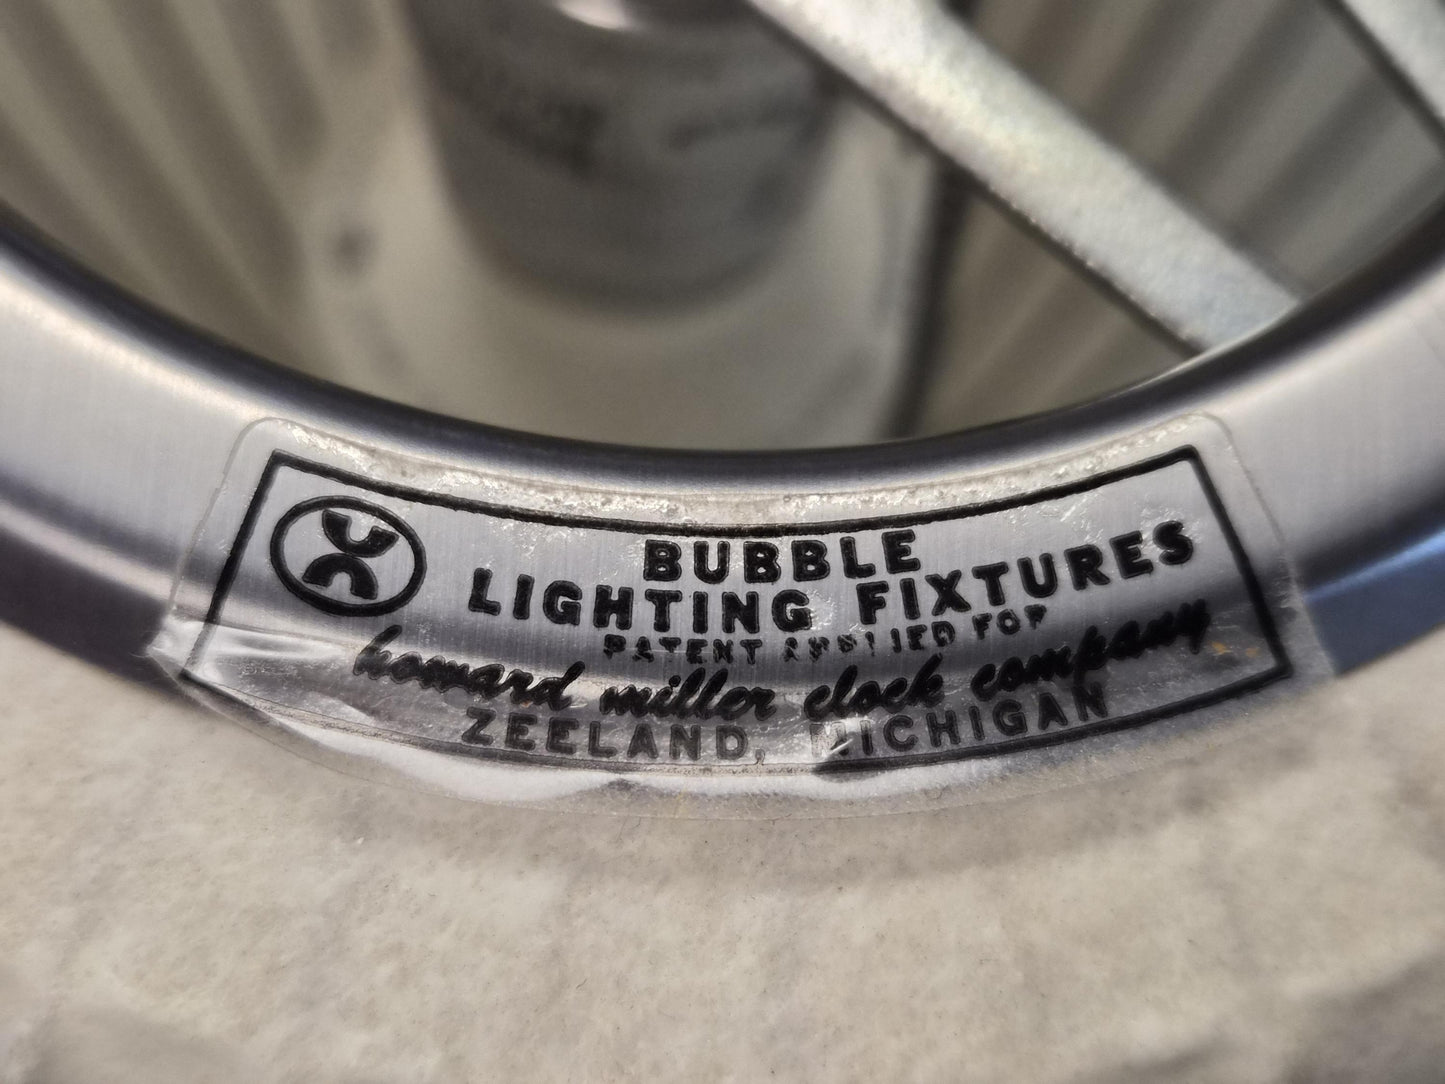 BUBBLE
LIGHTING FIXTURES
PATENT APPLIED FOR
howard miller clock company
ZEELAND, MICHIGAN